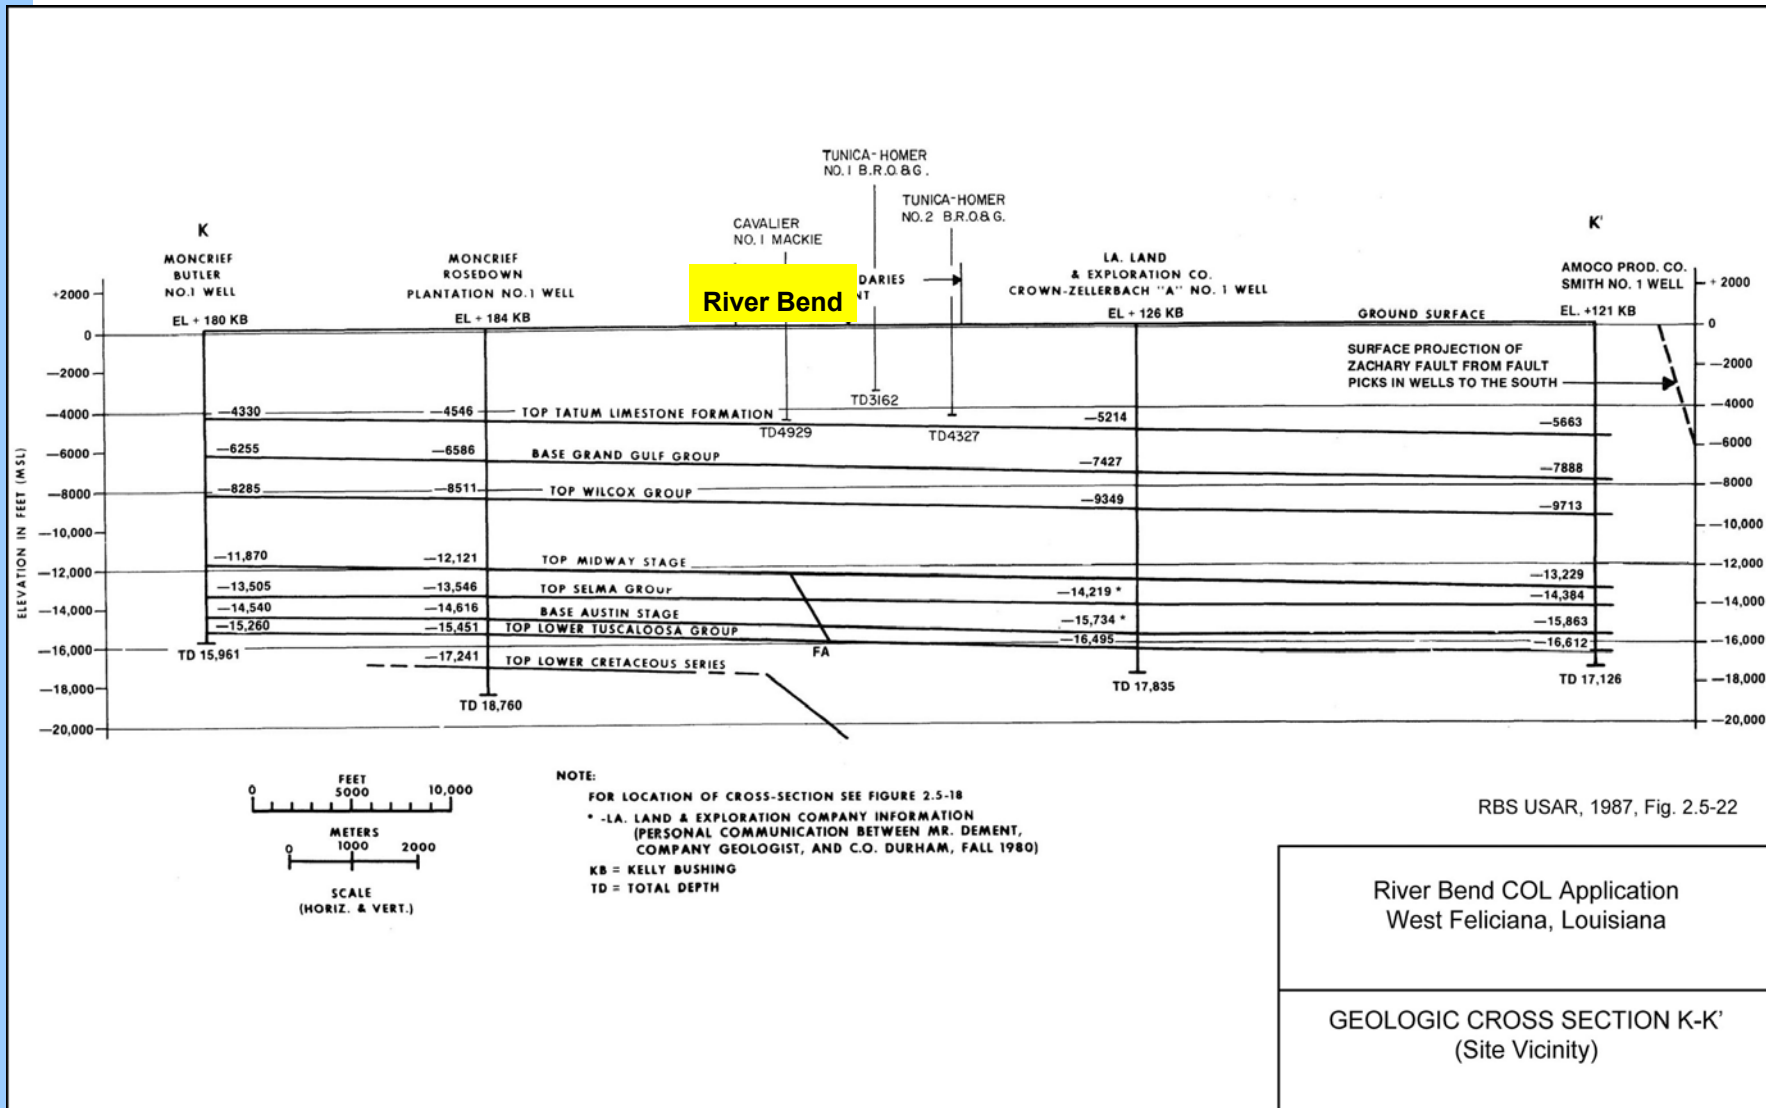 TUNICA-HOMER
NO. 1 B.R.O.&G.
TUNICA-HOMER
NO. 2 B.R.O.&G.
CAVALIER
NO. 1 MACKIE
K
K'
MONCRIEF
BUTLER
NO.1 WELL
EL + 180 KB
MONCRIEF
ROSEDOWN
PLANTATION NO.1 WELL
EL + 184 KB
River Bend
DARIES
NT
LA. LAND
& EXPLORATION CO.
CROWN-ZELLERBACH "A" NO. 1 WELL
EL + 126 KB
AMOCO PROD. CO.
SMITH NO. 1 WELL
EL. +121 KB
GROUND SURFACE
SURFACE PROJECTION OF
ZACHARY FAULT FROM FAULT
PICKS IN WELLS TO THE SOUTH
ELEVATION IN FEET (MSL)
+2000
0
—2000
—4000
—6000
—8000
—10,000
—12,000
—14,000
—16,000
—18,000
—20,000
+ 2000
0
—2000
—4000
—6000
—8000
—10,000
—12,000
—14,000
—16,000
—18,000
—20,000
TD3162
TD4929
TD4327
—4330
—4546
TOP TATUM LIMESTONE FORMATION
—5214
—5663
—6255
—6586
BASE GRAND GULF GROUP
—7427
—7888
—8285
—8511
TOP WILCOX GROUP
—9349
—9713
—11,870
—12,121
TOP MIDWAY STAGE
—13,229
—13,505
—13,546
TOP SELMA GROUP
—14,219 *
—14,384
—14,540
—14,616
BASE AUSTIN STAGE
—15,734 *
—15,863
—15,260
—15,451
TOP LOWER TUSCALOOSA GROUP
—16,495
—16,612
TD 15,961
—17,241
TOP LOWER CRETACEOUS SERIES
FA
TD 18,760
TD 17,835
TD 17,126
FEET
0 5000 10,000
METERS
0 1000 2000
SCALE
(HORIZ. & VERT.)
NOTE:
FOR LOCATION OF CROSS-SECTION SEE FIGURE 2.5-18
* -LA. LAND & EXPLORATION COMPANY INFORMATION
(PERSONAL COMMUNICATION BETWEEN MR. DEMENT,
COMPANY GEOLOGIST, AND C.O. DURHAM, FALL 1980)
KB = KELLY BUSHING
TD = TOTAL DEPTH
RBS USAR, 1987, Fig. 2.5-22
River Bend COL Application
West Feliciana, Louisiana
GEOLOGIC CROSS SECTION K-K'
(Site Vicinity)